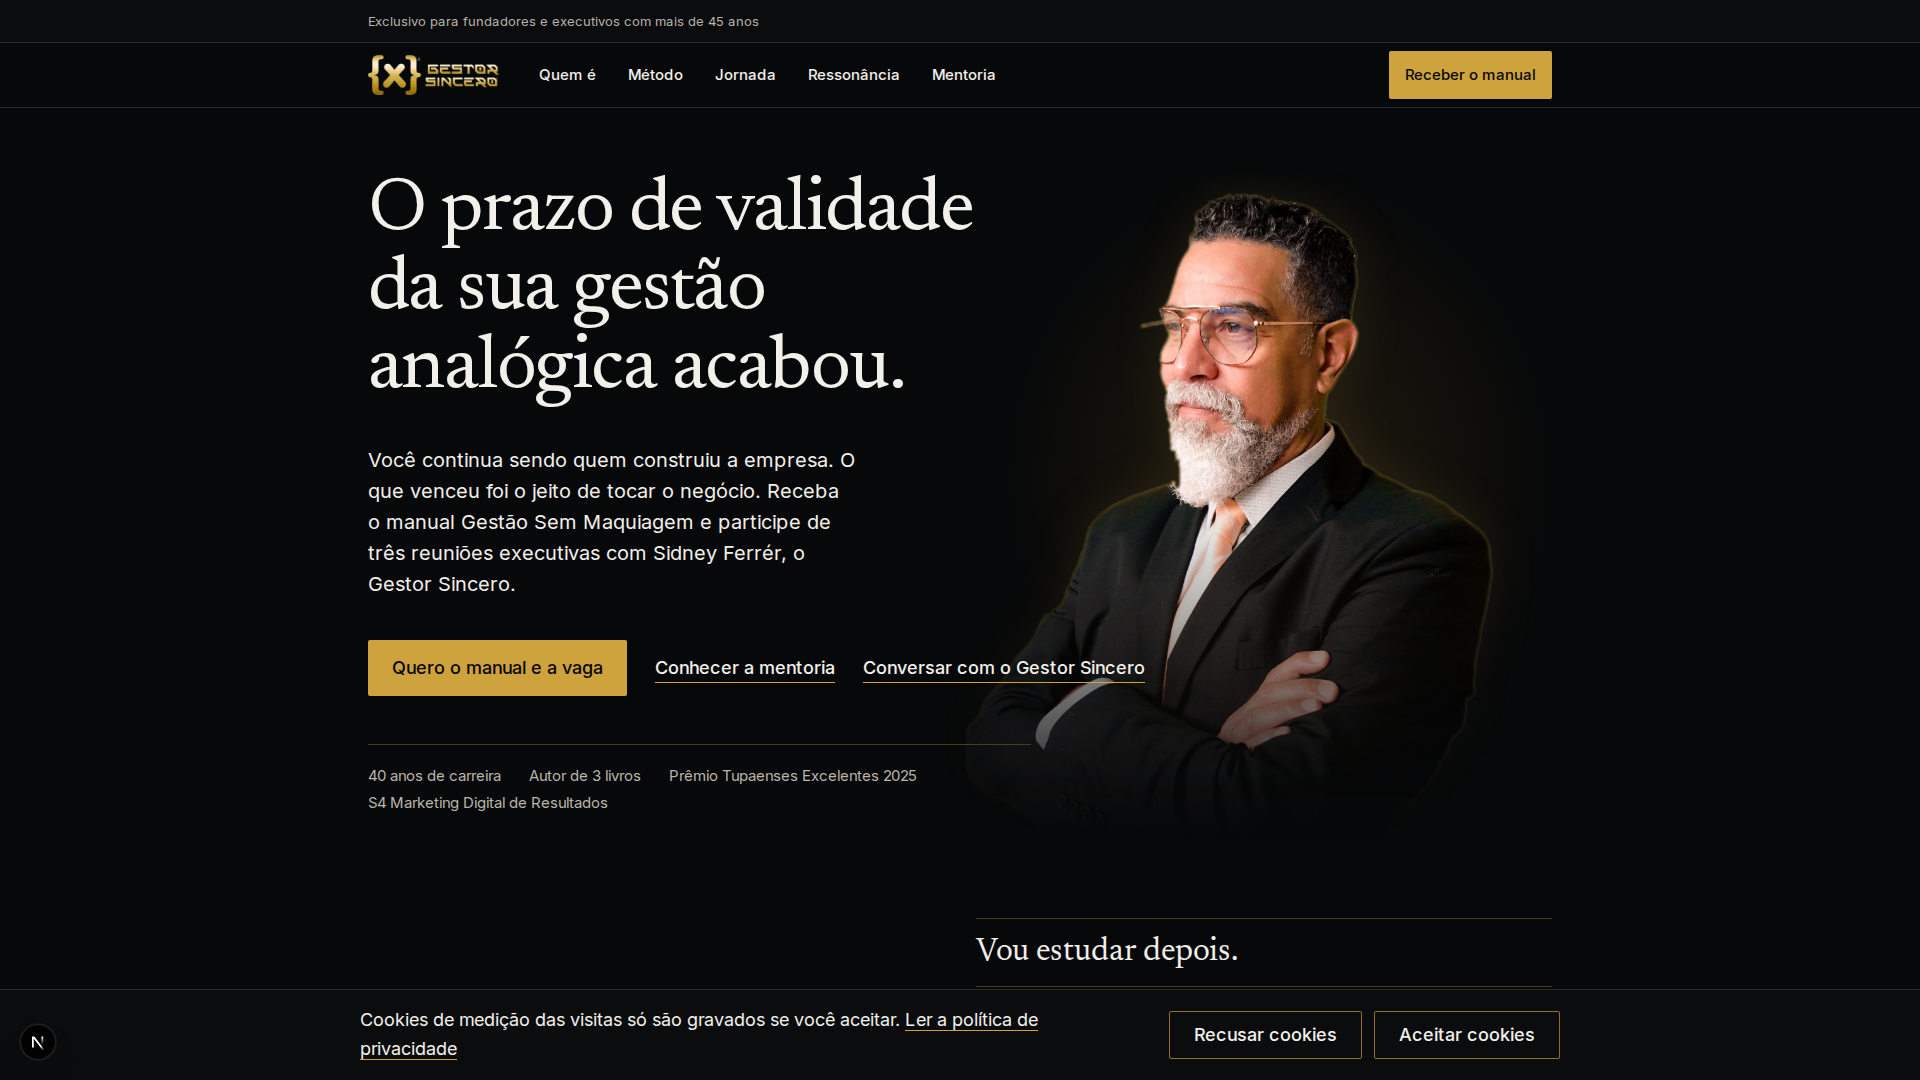 Exclusivo para fundadores e executivos com mais de 45 anos
{x} GESTOR
SINCERO
Quem é
Método
Jornada
Ressonância
Mentoria
Receber o manual
O prazo de validade
da sua gestão
analógica acabou.
Você continua sendo quem construiu a empresa. O
que venceu foi o jeito de tocar o negócio. Receba
o manual Gestão Sem Maquiagem e participe de
três reuniões executivas com Sidney Ferrér, o
Gestor Sincero.
Quero o manual e a vaga
Conhecer a mentoria
Conversar com o Gestor Sincero
40 anos de carreira
Autor de 3 livros
Prêmio Tupaenses Excelentes 2025
S4 Marketing Digital de Resultados
Vou estudar depois.
Cookies de medição das visitas só são gravados se você aceitar. Ler a política de
privacidade
Recusar cookies
Aceitar cookies
N